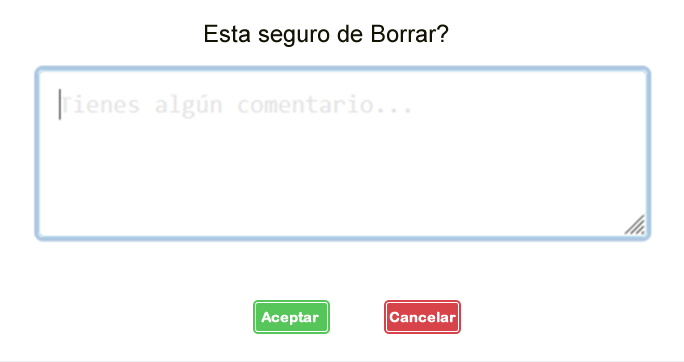 Esta seguro de Borrar?
Tienes algún comentario...
Aceptar Cancelar